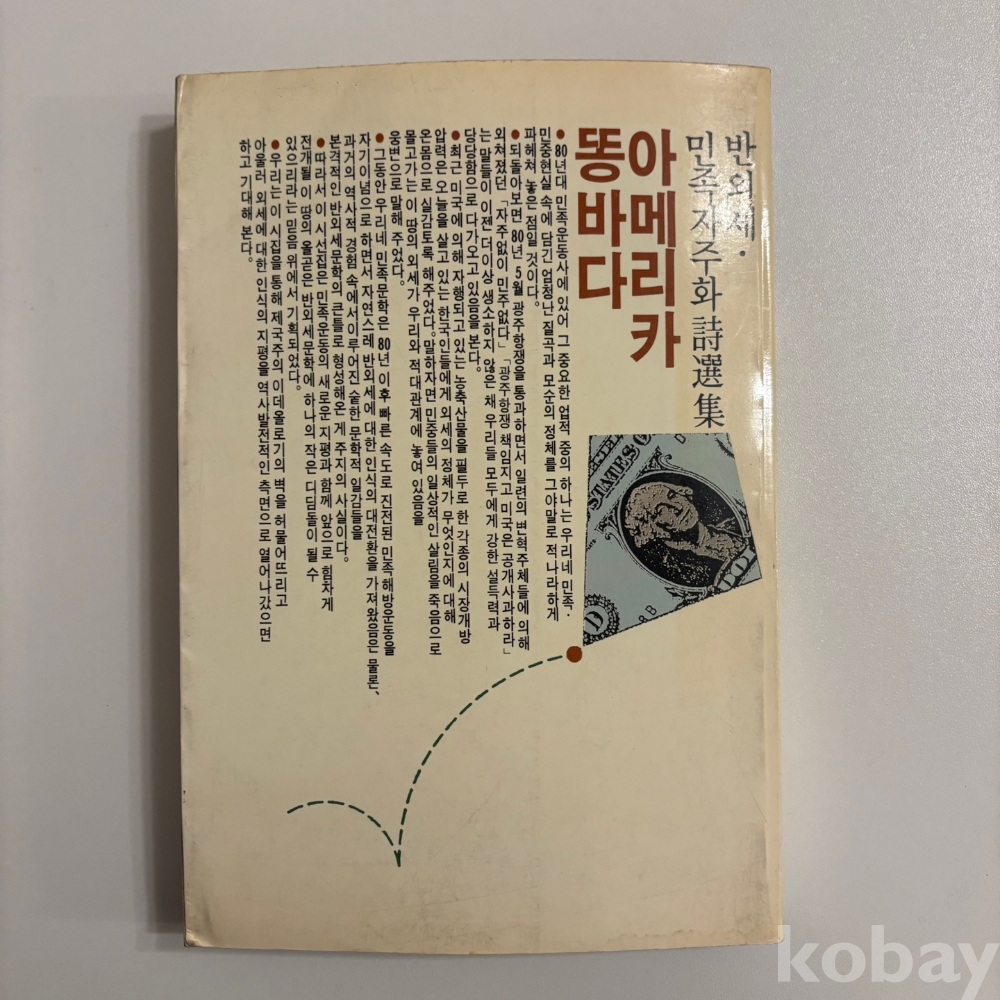 반외세·
민족자주화 詩選集
아메리카
똥바다
•80년대 민족운동사에 있어 그 중요한 업적 중의 하나는 우리네 민족·
민중현실 속에 담긴 엄청난 질곡과 모순의 정체를 그야말로 적나라하게
파헤쳐 놓은 점일 것이다.
•되돌아보면 80년 5월 광주항쟁을 통과하면서 일련의 변혁주체들에 의해
외쳐졌던 「자주없이 민주없다」 「광주항쟁 책임지고 미국은 공개사과하라」
는 말들이 이젠 더이상 생소하지 않은 채 우리들 모두에게 강한 설득력과
당당함으로 다가오고 있음을 본다.
•최근 미국에 의해 자행되고 있는 농축산물을 필두로 한 각종의 시장개방
압력은 오늘을 살고 있는 한국인들에게 외세의 정체가 무엇인지에 대해
온몸으로 실감토록 해주었다. 말하자면 민중들의 일상적인 살림을 죽음으로
몰고가는 이 땅의 외세가 우리와 적대관계에 놓여 있음을
웅변으로 말해 주었다.
•그동안 우리네 민족문학은 80년 이후 빠른 속도로 진전된 민족해방운동을
자기이념으로 하면서 자연스레 반외세에 대한 인식의 대전환을 가져왔음은 물론,
과거의 역사적 경험 속에서 이루어진 숱한 문학적 일감들을
본격적인 반외세문학의 큰틀로 형성해온 게 주지의 사실이다.
•따라서 이 시선집은 민족운동의 새로운 지평과 함께 앞으로 힘차게
전개될 이 땅의 올곧은 반외세문학에 하나의 작은 디딤돌이 될 수
있으리라는 믿음 위에서 기획되었다.
•우리는 이 시집을 통해 제국주의 이데올로기의 벽을 허물어뜨리고
아울러 외세에 대한 인식의 지평을 역사발전적인 측면으로 열어나갔으면
하고 기대해 본다.
STATES O
D
B
D
&B
kobay